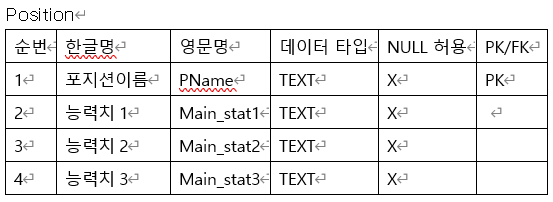 Position
순번 한글명 영문명 데이터 타입 NULL 허용 PK/FK
1 포지션이름 PName TEXT X PK
2 능력치 1 Main_stat1 TEXT X
3 능력치 2 Main_stat2 TEXT X
4 능력치 3 Main_stat3 TEXT X